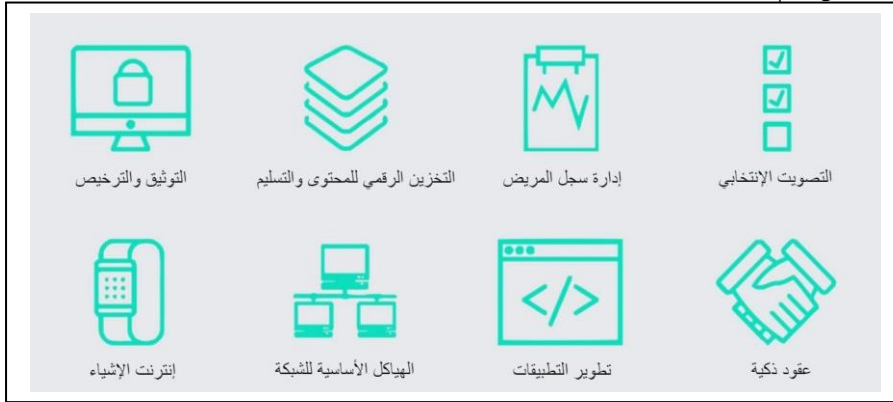 التصويت الإنتخابي
إدارة سجل المريض
التخزين الرقمي للمحتوى والتسليم
التوثيق والترخيص
عقود ذكية
تطوير التطبيقات
الهياكل الأساسية للشبكة
إنترنت الإشياء